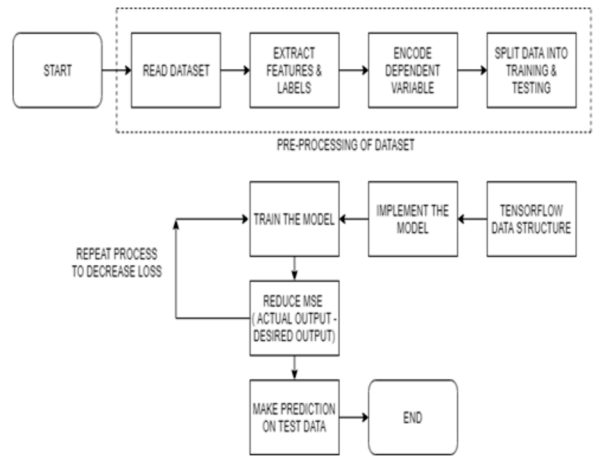 START
READ DATASET
EXTRACT
FEATURES &
LABELS
ENCODE
DEPENDENT
VARIABLE
SPLIT DATA INTO
TRAINING &
TESTING
PRE-PROCESSING OF DATASET
TRAIN THE MODEL
IMPLEMENT THE
MODEL
TENSORFLOW
DATA STRUCTURE
REPEAT PROCESS
TO DECREASE LOSS
REDUCE MSE
( ACTUAL OUTPUT -
DESIRED OUTPUT)
MAKE PREDICTION
ON TEST DATA
END